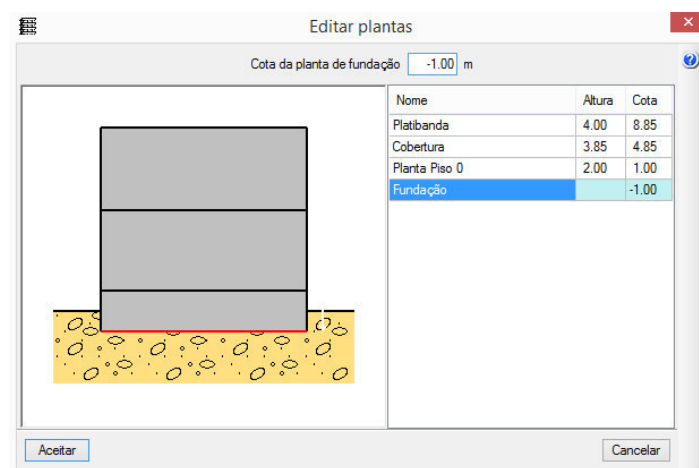 Editar plantas
Cota da planta de fundação -1.00 m
Nome Altura Cota
Platibanda 4.00 8.85
Cobertura 3.85 4.85
Planta Piso 0 2.00 1.00
Fundação -1.00
Aceitar Cancelar